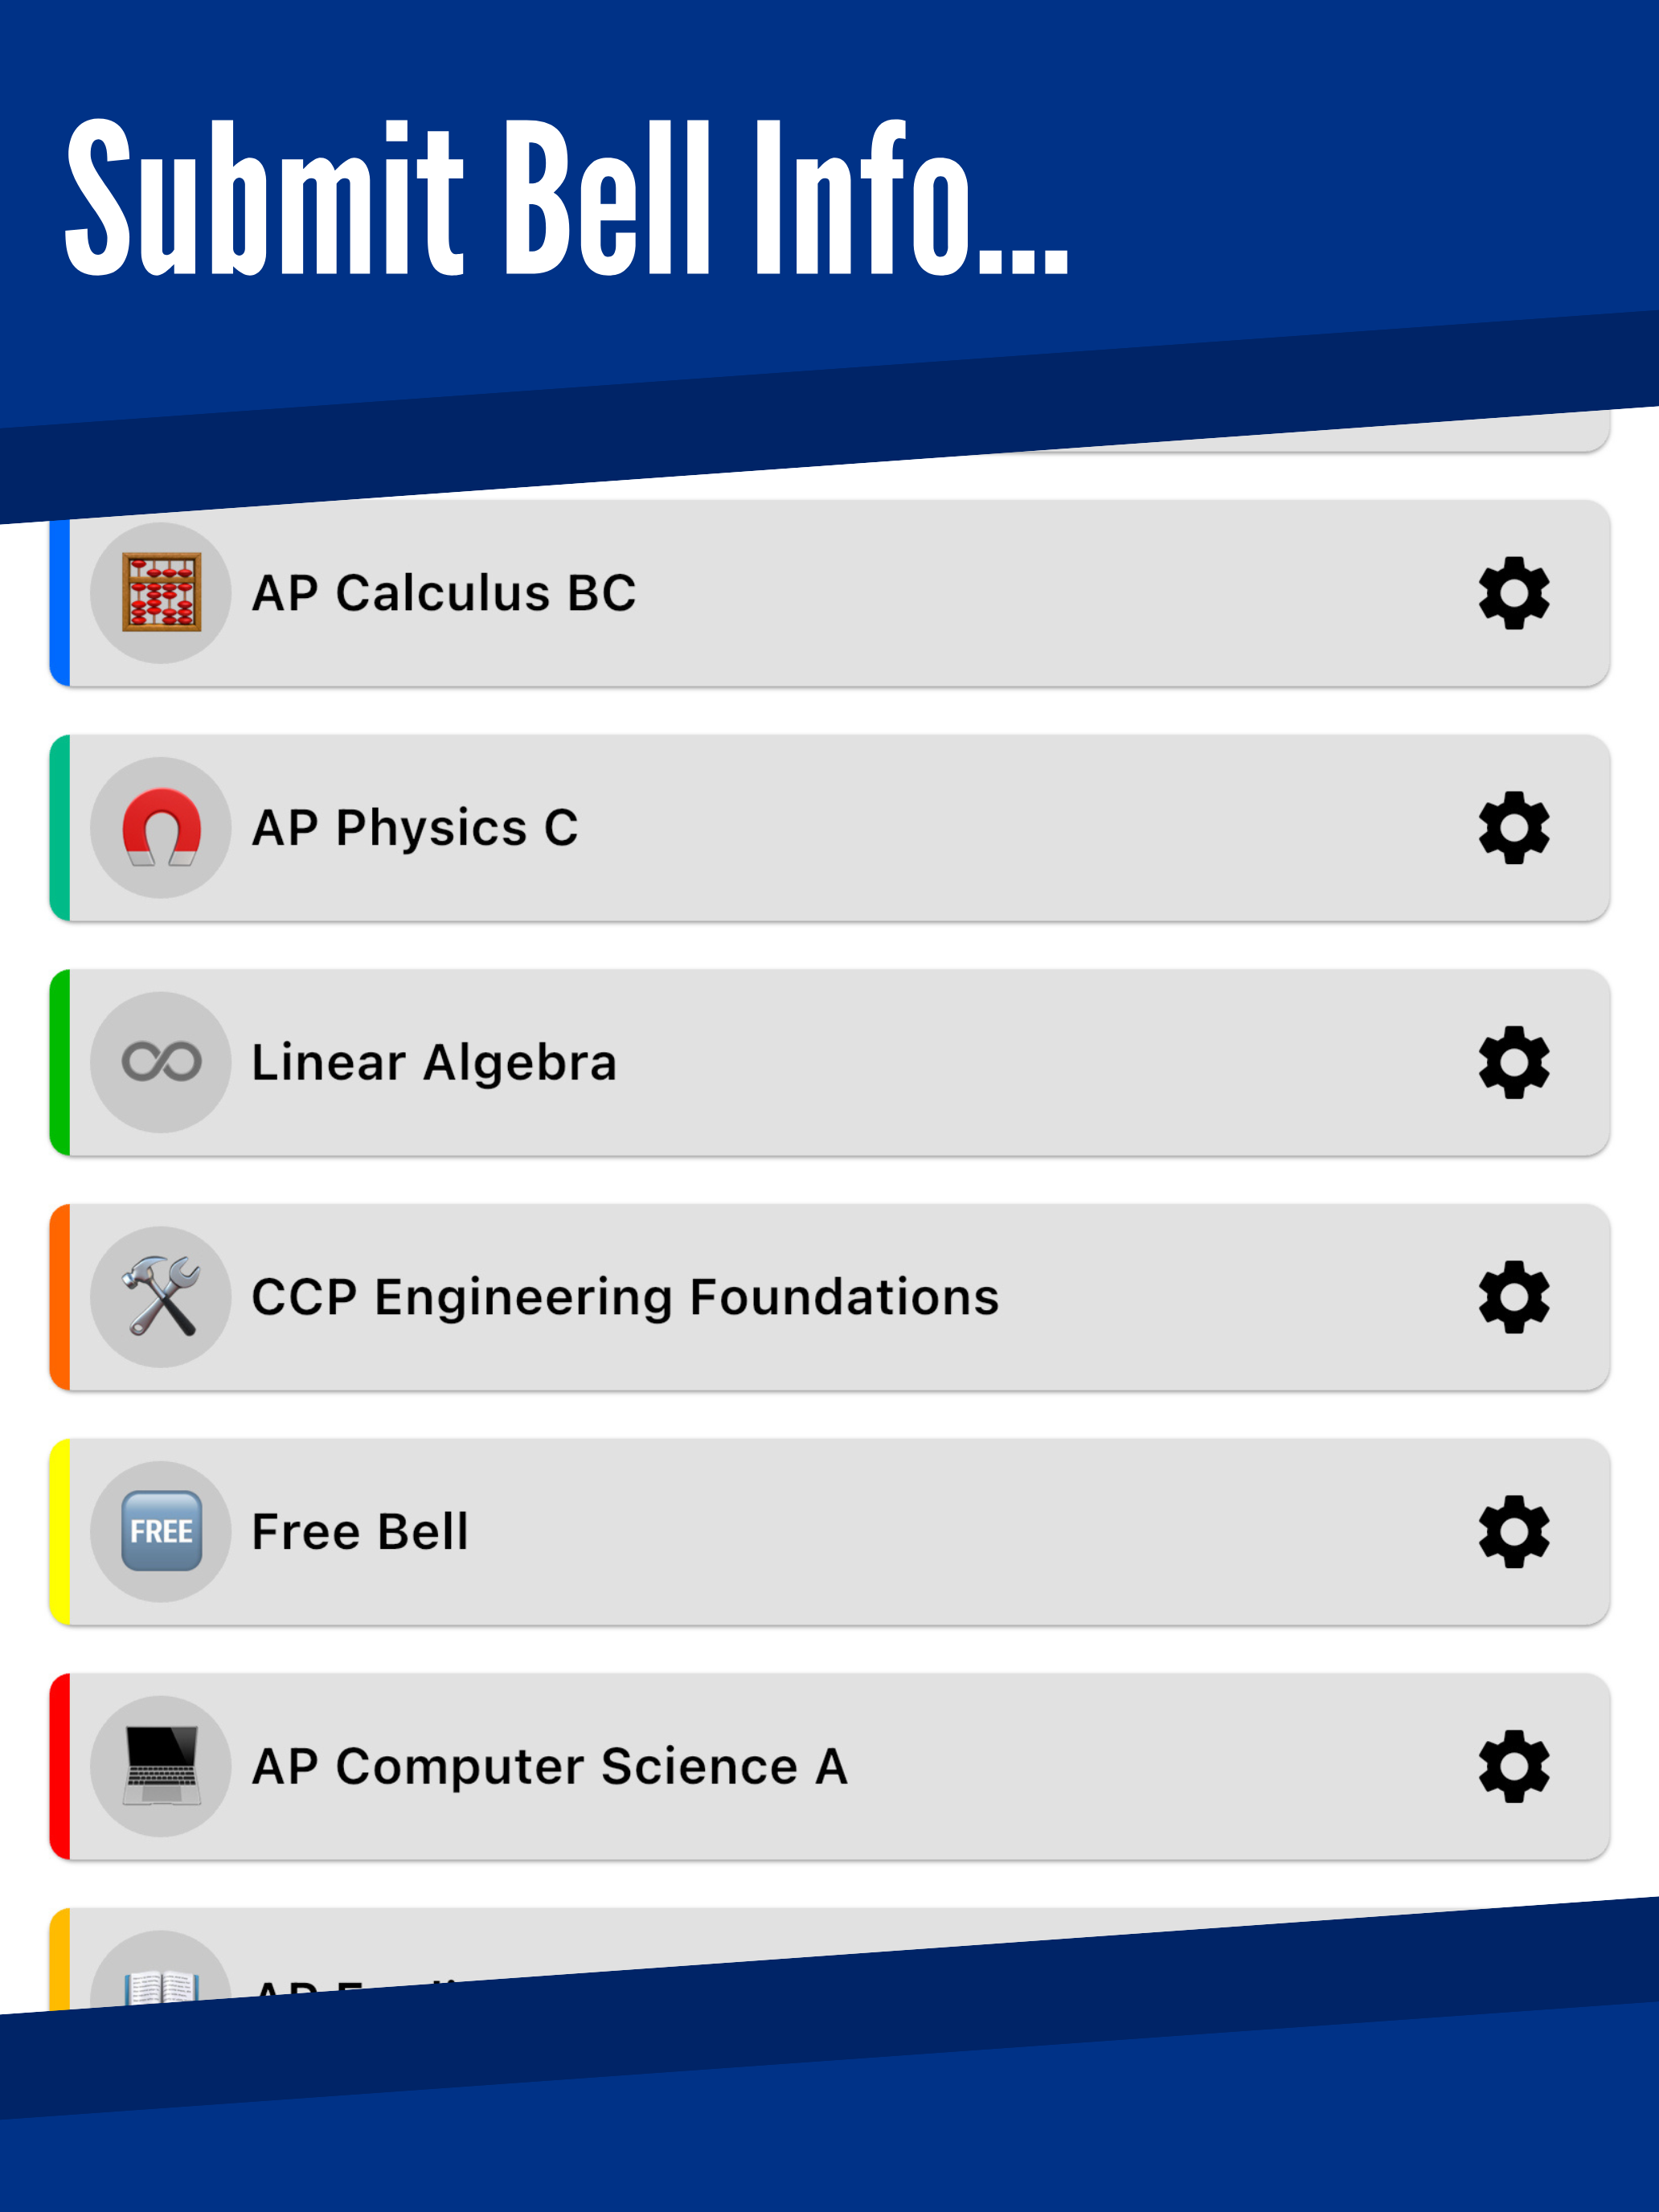 Submit Bell Info...
AP Calculus BC
AP Physics C
Linear Algebra
CCP Engineering Foundations
FREE
Free Bell
AP Computer Science A
AP